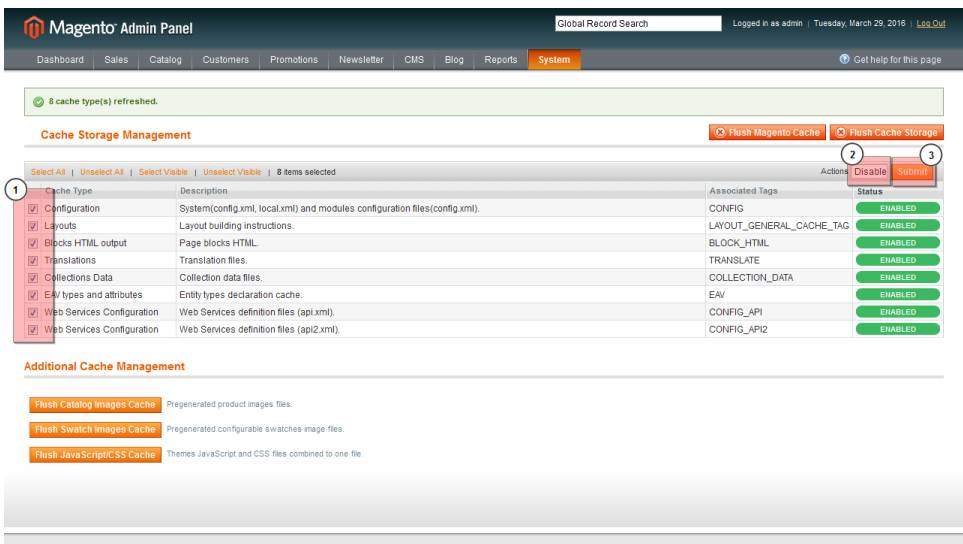 Magento Admin Panel
Global Record Search
Logged in as admin | Tuesday, March 29, 2016 | Log Out
Dashboard Sales Catalog Customers Promotions Newsletter CMS Blog Reports System
Get help for this page
8 cache type(s) refreshed.
Cache Storage Management
Flush Magento Cache Flush Cache Storage
2 3
Select All | Unselect All | Select Visible | Unselect Visible | 8 items selected
Actions Disable Submit
1
Cache Type Description Associated Tags Status
Configuration System(config.xml, local.xml) and modules configuration files(config.xml). CONFIG ENABLED
Layouts Layout building instructions. LAYOUT_GENERAL_CACHE_TAG ENABLED
Blocks HTML output Page blocks HTML. BLOCK_HTML ENABLED
Translations Translation files. TRANSLATE ENABLED
Collections Data Collection data files. COLLECTION_DATA ENABLED
EAV types and attributes Entity types declaration cache. EAV ENABLED
Web Services Configuration Web Services definition files (api.xml). CONFIG_API ENABLED
Web Services Configuration Web Services definition files (api2.xml). CONFIG_API2 ENABLED
Additional Cache Management
Flush Catalog Images Cache Pregenerated product images files.
Flush Swatch Images Cache Pregenerated configurable swatches image files.
Flush JavaScript/CSS Cache Themes JavaScript and CSS files combined to one file.